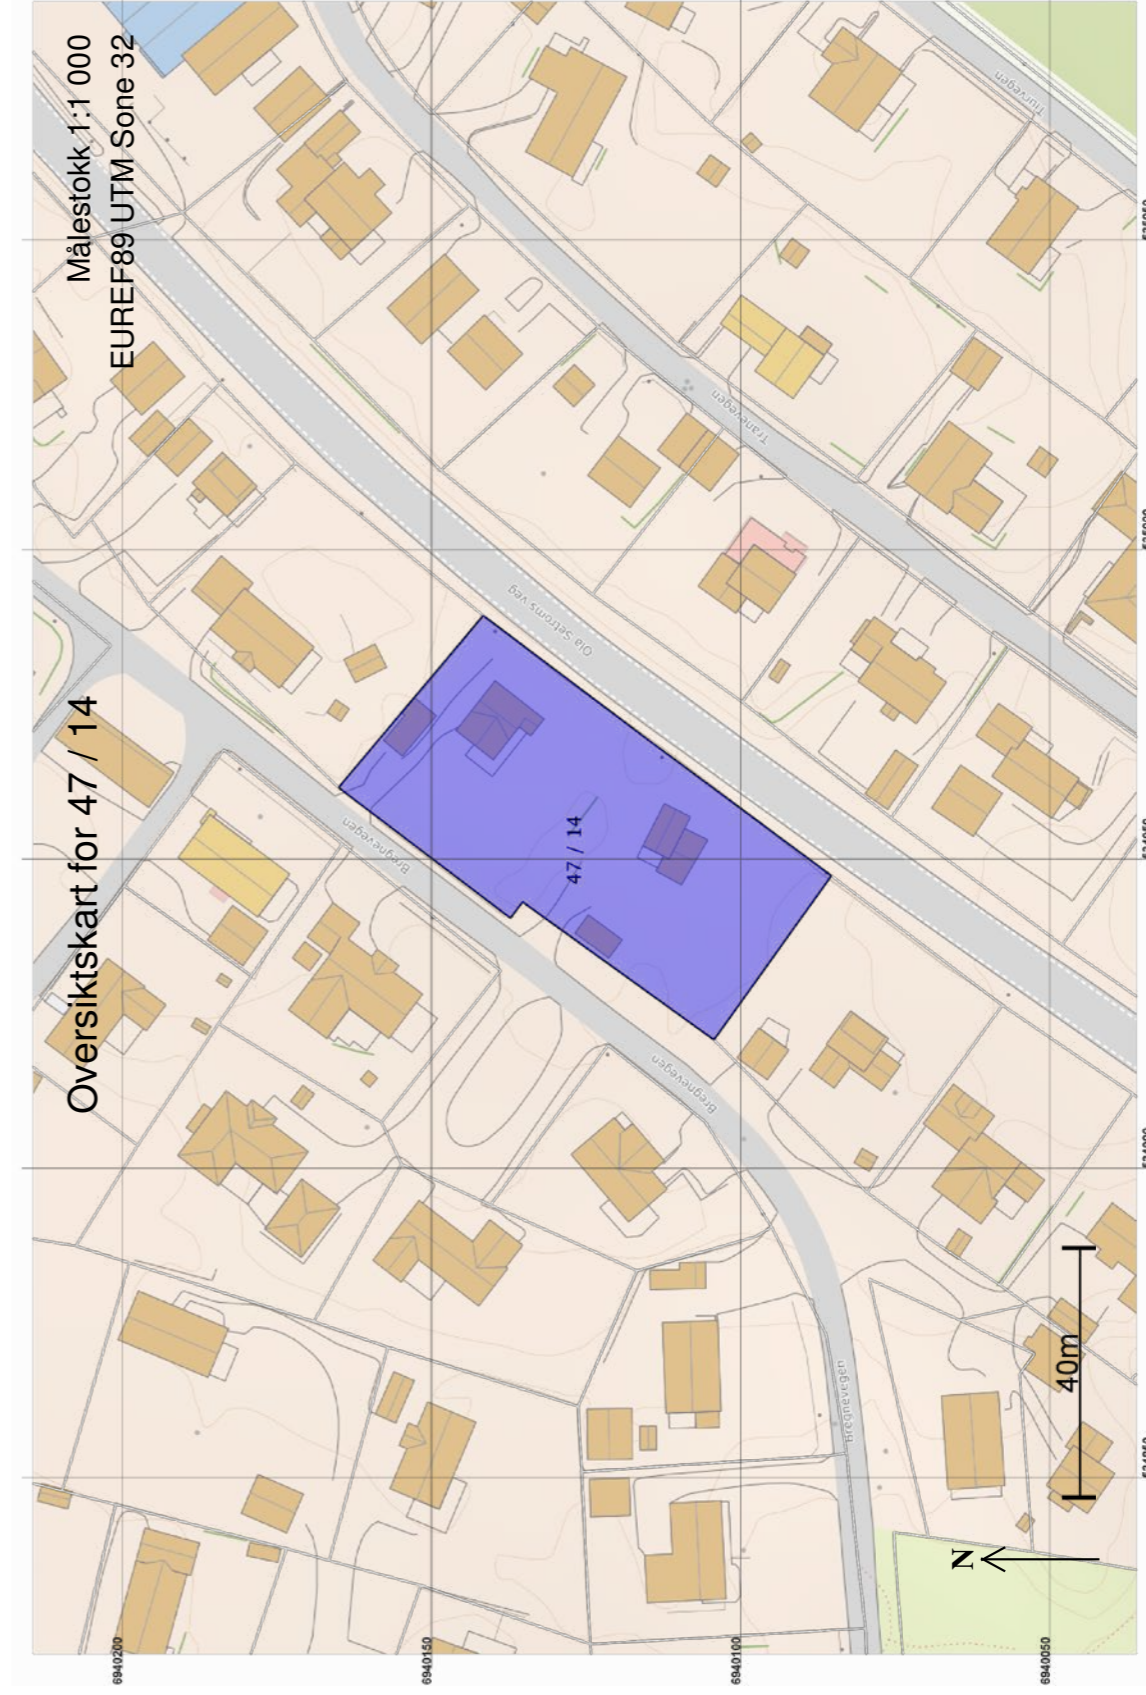 Oversiktskart for 47 / 14
Målestokk 1:1 000
EUREF89 UTM Sone 32
6940200
6940150
6940100
6940050
Bregnevegen
Bregnevegen
Bregnevegen
47 / 14
Ola Setroms veg
Tranevegen
Thurvegen
N
40m